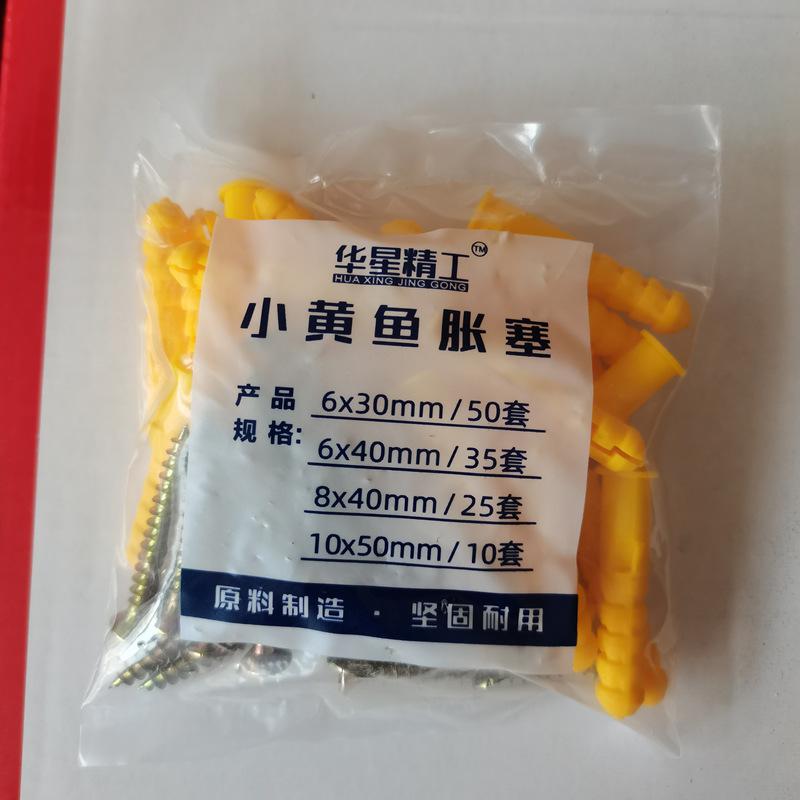 华星精工™
HUA XING JING GONG
小黄鱼胀塞
产品 6x30mm/50套
规格: 6x40mm/35套
8x40mm/25套
10x50mm/10套
原料制造 · 坚固耐用